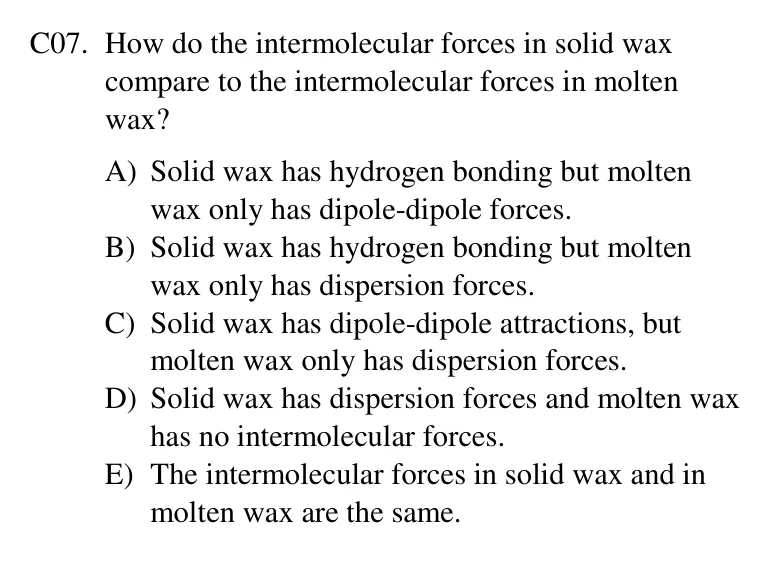 C07. How do the intermolecular forces in solid wax
compare to the intermolecular forces in molten
wax?
A) Solid wax has hydrogen bonding but molten
wax only has dipole-dipole forces.
B) Solid wax has hydrogen bonding but molten
wax only has dispersion forces.
C) Solid wax has dipole-dipole attractions, but
molten wax only has dispersion forces.
D) Solid wax has dispersion forces and molten wax
has no intermolecular forces.
E) The intermolecular forces in solid wax and in
molten wax are the same.